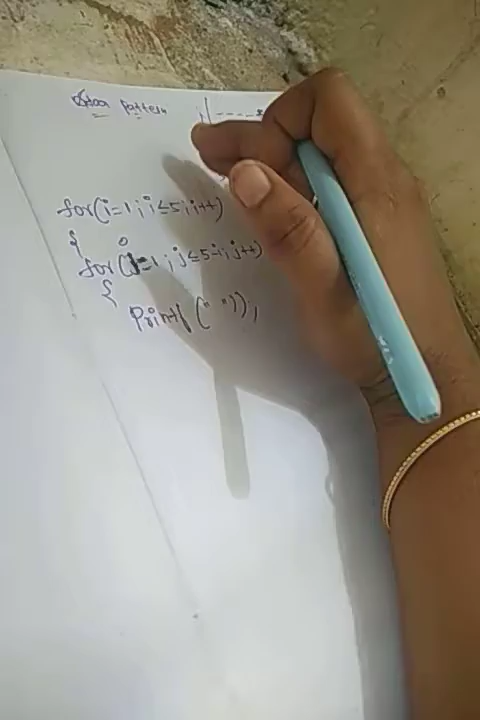 pattern
for(i=1;i≤5;i++)
{
for(j=1;j≤5-i;j++)
{
Printf(" ");